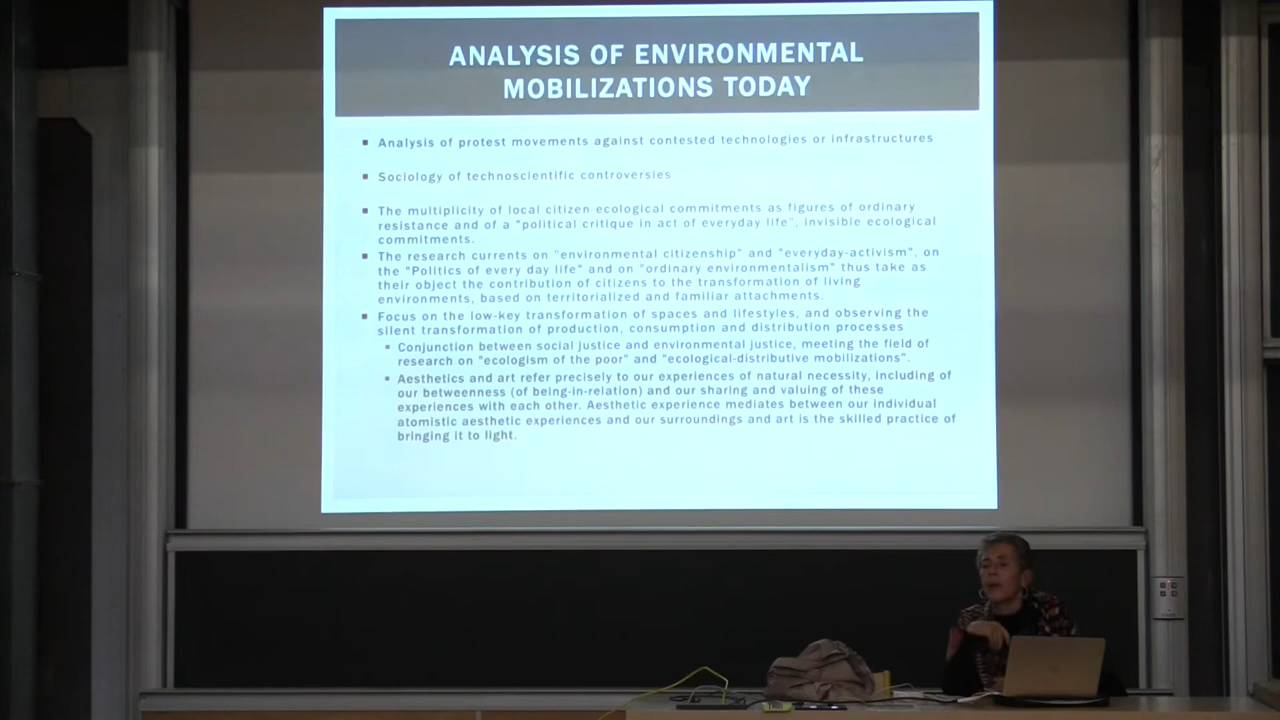 ANALYSIS OF ENVIRONMENTAL
MOBILIZATIONS TODAY
▪ Analysis of protest movements against contested technologies or infrastructures
▪ Sociology of technoscientific controversies
▪ The multiplicity of local citizen ecological commitments as figures of ordinary
resistance and of a "political critique in act of everyday life", invisible ecological
commitments.
▪ The research currents on "environmental citizenship" and "everyday-activism", on
the "Politics of every day life" and on "ordinary environmentalism" thus take as
their object the contribution of citizens to the transformation of living
environments, based on territorialized and familiar attachments.
▪ Focus on the low-key transformation of spaces and lifestyles, and observing the
silent transformation of production, consumption and distribution processes
▪ Conjunction between social justice and environmental justice, meeting the field of
research on "ecologism of the poor" and "ecological-distributive mobilizations".
▪ Aesthetics and art refer precisely to our experiences of natural necessity, including of
our betweenness (of being-in-relation) and our sharing and valuing of these
experiences with each other. Aesthetic experience mediates between our individual
atomistic aesthetic experiences and our surroundings and art is the skilled practice of
bringing it to light.